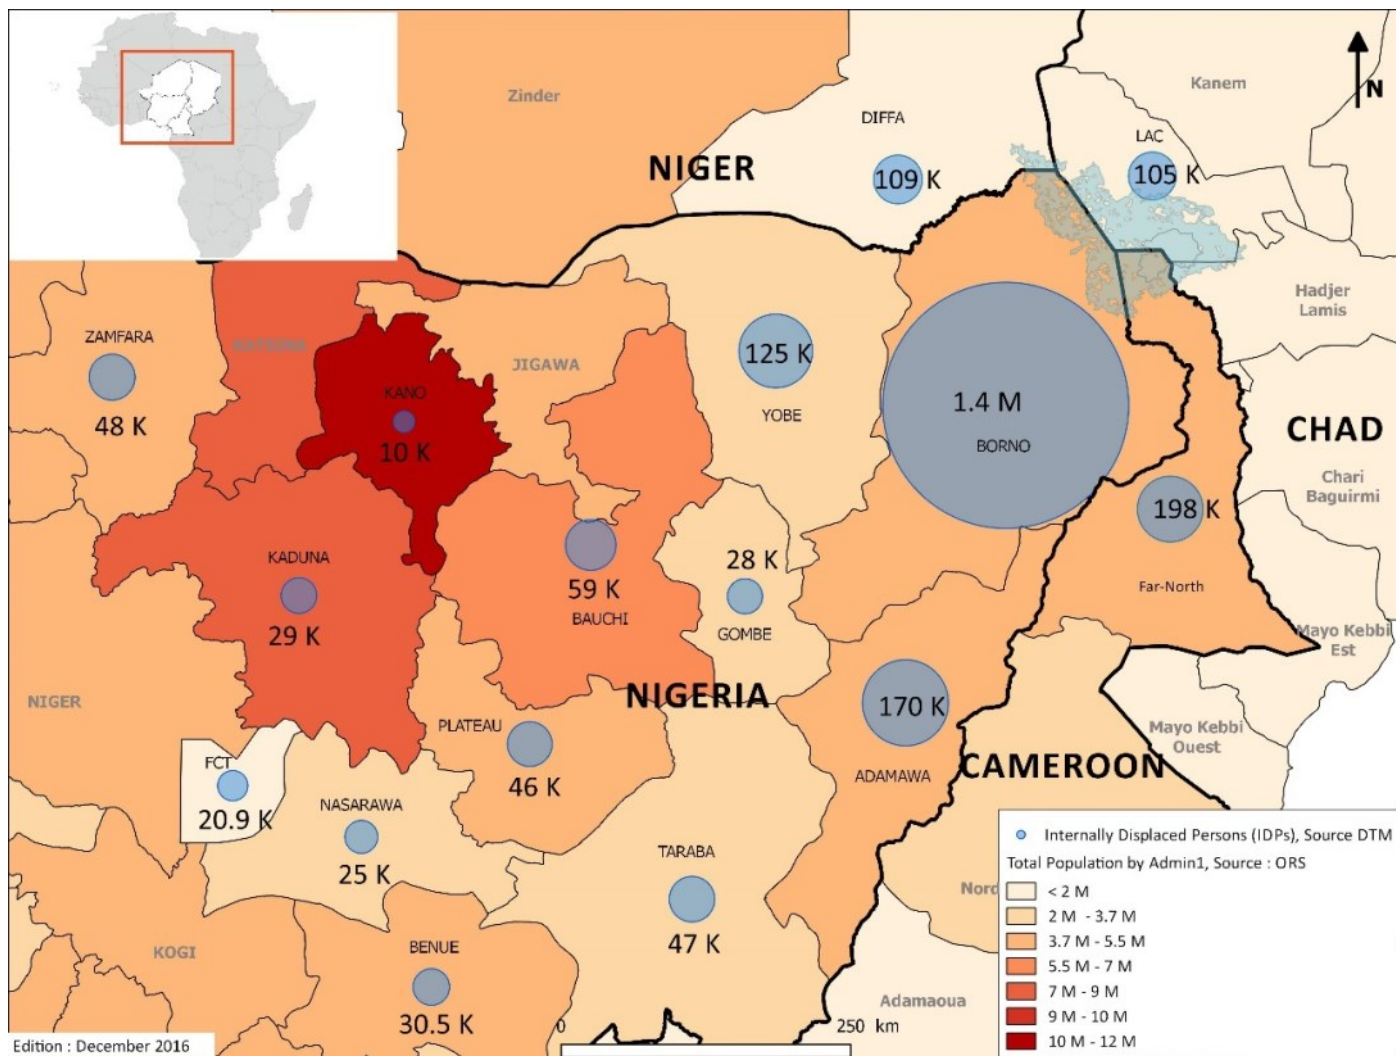 Zinder
Kanem
N
DIFFA
LAC
NIGER
109 K
105 K
Hadjer
Lamis
ZAMFARA
KATSINA
JIGAWA
125 K
KANO
1.4 M
YOBE
48 K
10 K
BORNO
CHAD
Chari
Baguirmi
198 K
KADUNA
28 K
59 K
Far-North
BAUCHI
GOMBE
29 K
Mayo Kebbi
Est
NIGERIA
NIGER
170 K
PLATEAU
Mayo Kebbi
Ouest
FCT
ADAMAWA
CAMEROON
46 K
NASARAWA
20.9 K
TARABA
25 K
Nord
47 K
KOGI
BENUE
Adamaoua
30.5 K
0
250 km
Internally Displaced Persons (IDPs), Source DTM
Total Population by Admin1, Source : ORS
< 2 M
2 M - 3.7 M
3.7 M - 5.5 M
5.5 M - 7 M
7 M - 9 M
9 M - 10 M
10 M - 12 M
Edition : December 2016